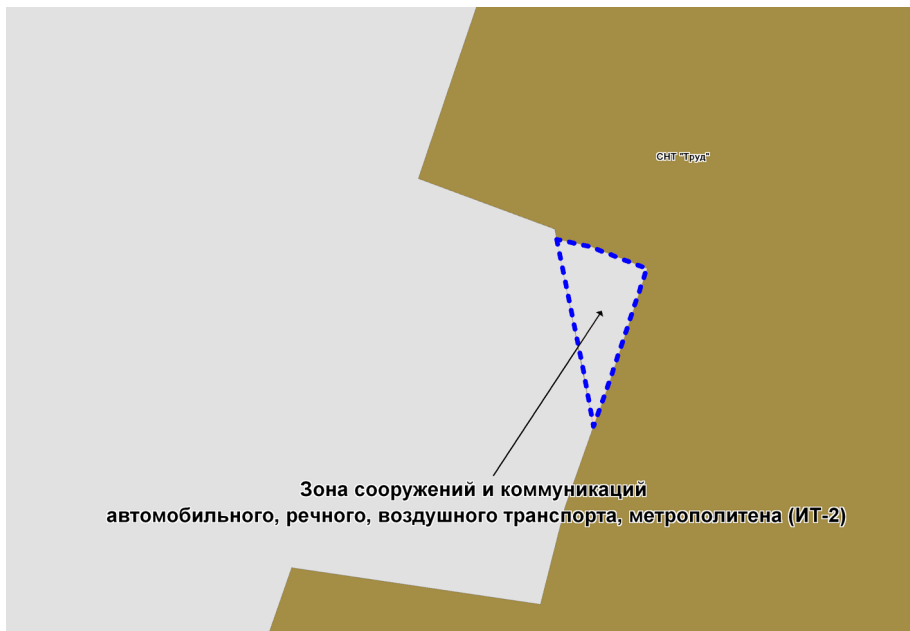 СНТ "Труд"
Зона сооружений и коммуникаций
автомобильного, речного, воздушного транспорта, метрополитена (ИТ-2)